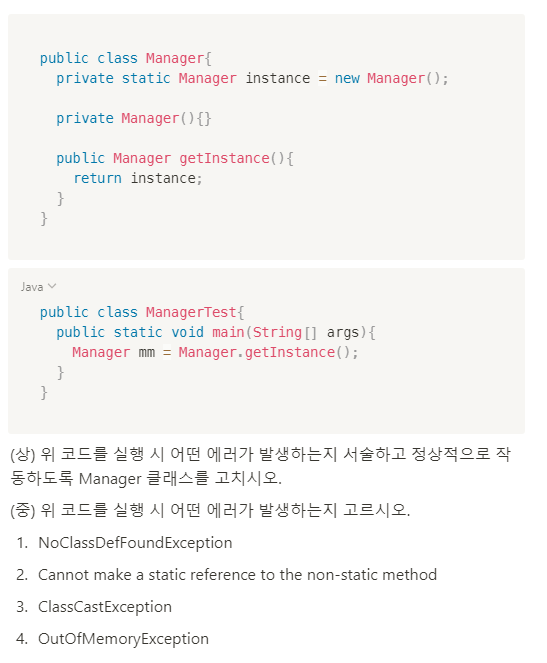 public class Manager{
private static Manager instance = new Manager();
private Manager(){}
public Manager getInstance(){
return instance;
}
}
Java
public class ManagerTest{
public static void main(String[] args){
Manager mm = Manager.getInstance();
}
}
(상) 위 코드를 실행 시 어떤 에러가 발생하는지 서술하고 정상적으로 작
동하도록 Manager 클래스를 고치시오.
(중) 위 코드를 실행 시 어떤 에러가 발생하는지 고르시오.
1. NoClassDefFoundException
2. Cannot make a static reference to the non-static method
3. ClassCastException
4. OutOfMemoryException